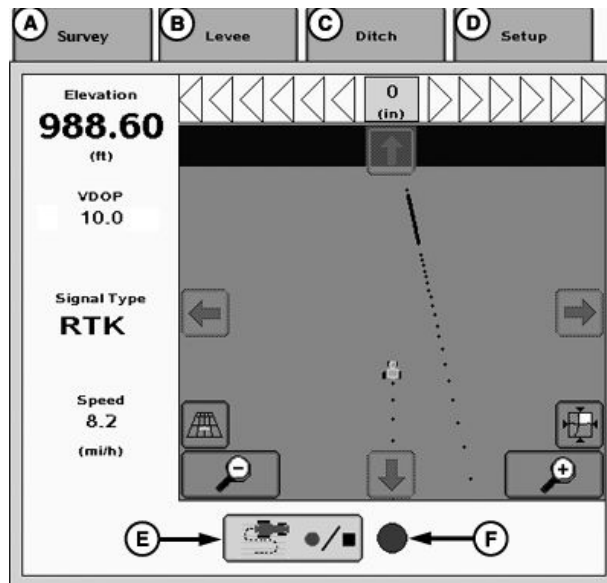 A Survey B Levee C Ditch D Setup
Elevation
988.60
(ft)
0
(in)
VDOP
10.0
Signal Type
RTK
Speed
8.2
(mi/h)
E F